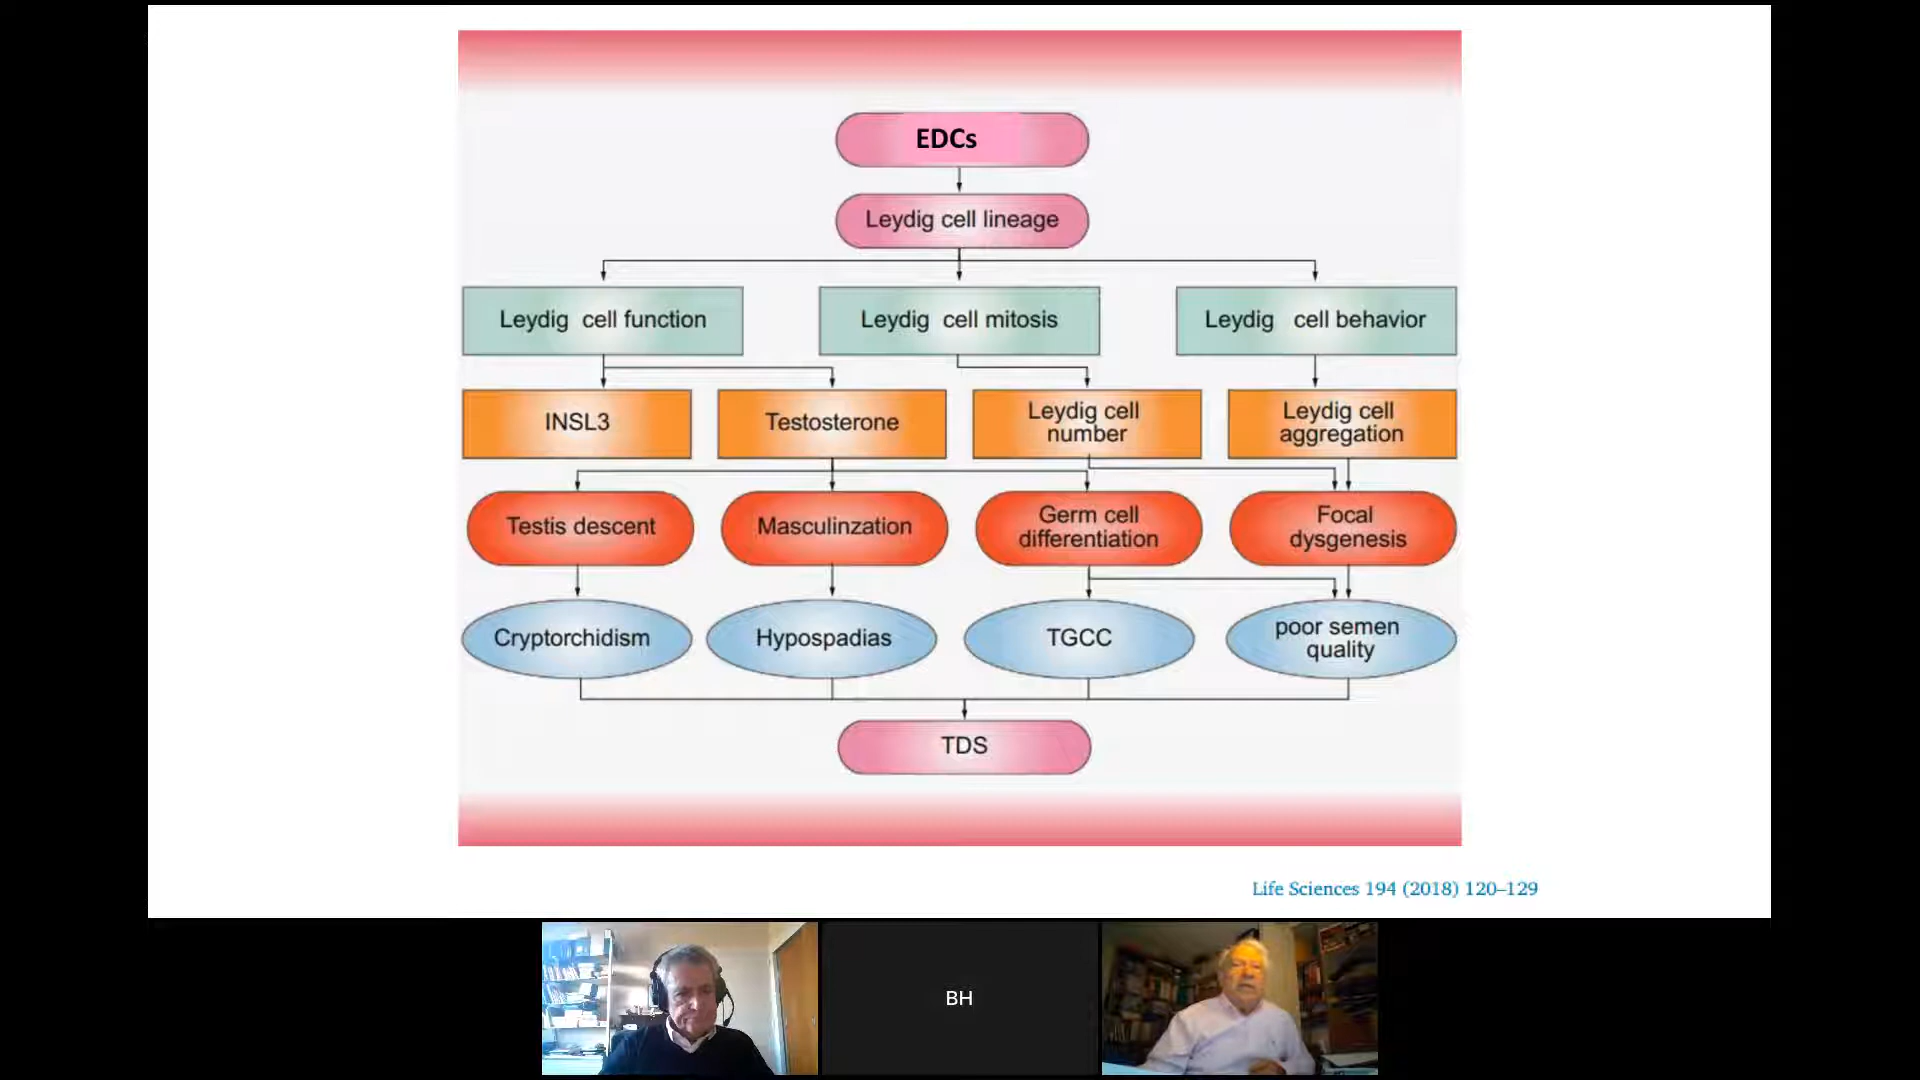 EDCs
Leydig cell lineage
Leydig cell function
Leydig cell mitosis
Leydig cell behavior
INSL3
Testosterone
Leydig cell
number
Leydig cell
aggregation
Testis descent
Masculinzation
Germ cell
differentiation
Focal
dysgenesis
Cryptorchidism
Hypospadias
TGCC
poor semen
quality
TDS
Life Sciences 194 (2018) 120–129
BH